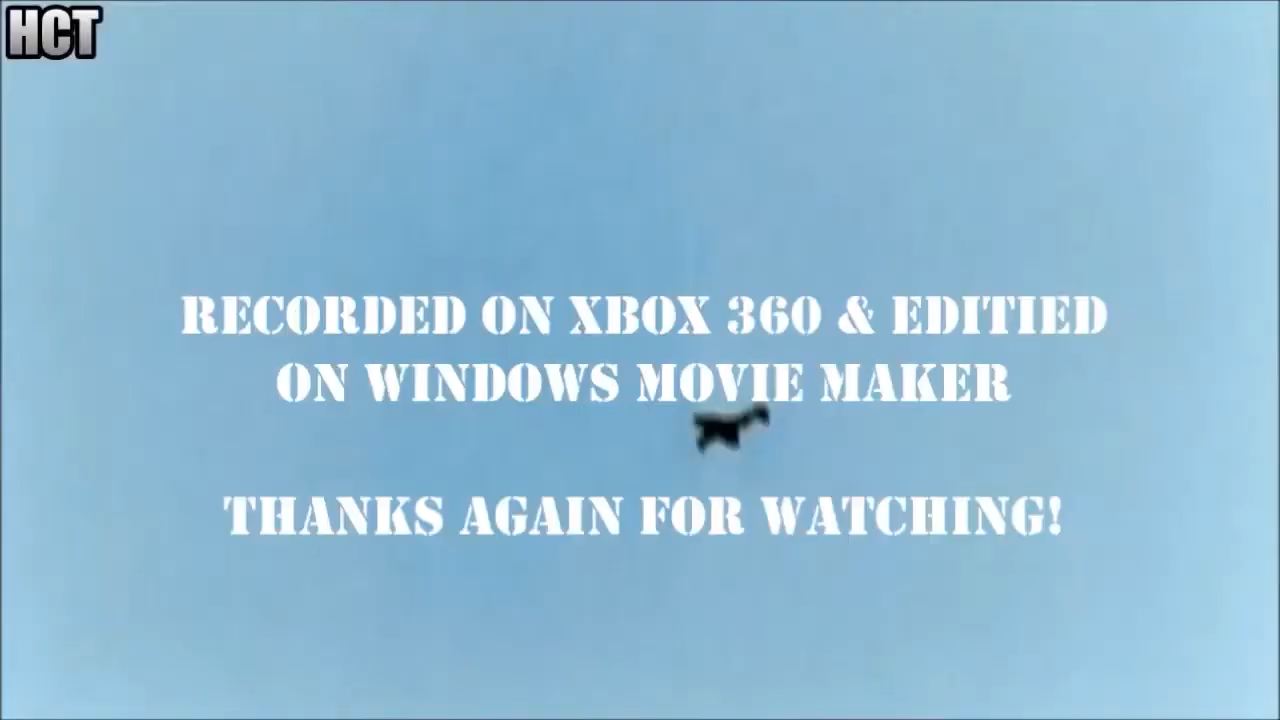 HCT
RECORDED ON XBOX 360 & EDITIED
ON WINDOWS MOVIE MAKER
THANKS AGAIN FOR WATCHING!